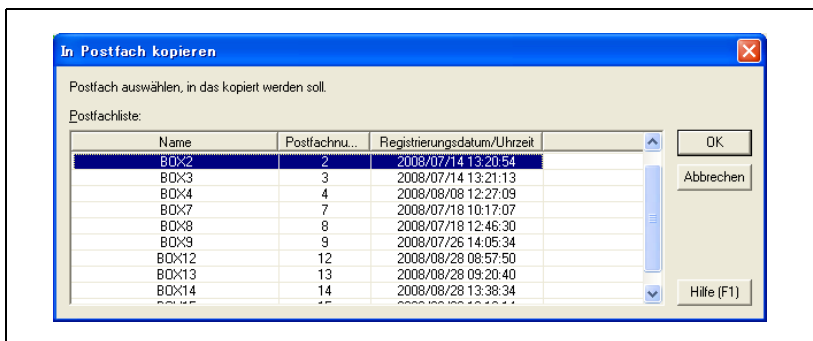 In Postfach kopieren
Postfach auswählen, in das kopiert werden soll.
Postfachliste:
Name Postfachnu... Registrierungsdatum/Uhrzeit
BOX2 2 2008/07/14 13:20:54
BOX3 3 2008/07/14 13:21:13
BOX4 4 2008/08/08 12:27:09
BOX7 7 2008/07/18 10:17:07
BOX8 8 2008/07/18 12:46:30
BOX9 9 2008/07/26 14:05:34
BOX12 12 2008/08/28 08:57:50
BOX13 13 2008/08/28 09:20:40
BOX14 14 2008/08/28 13:38:34
OK
Abbrechen
Hilfe (F1)